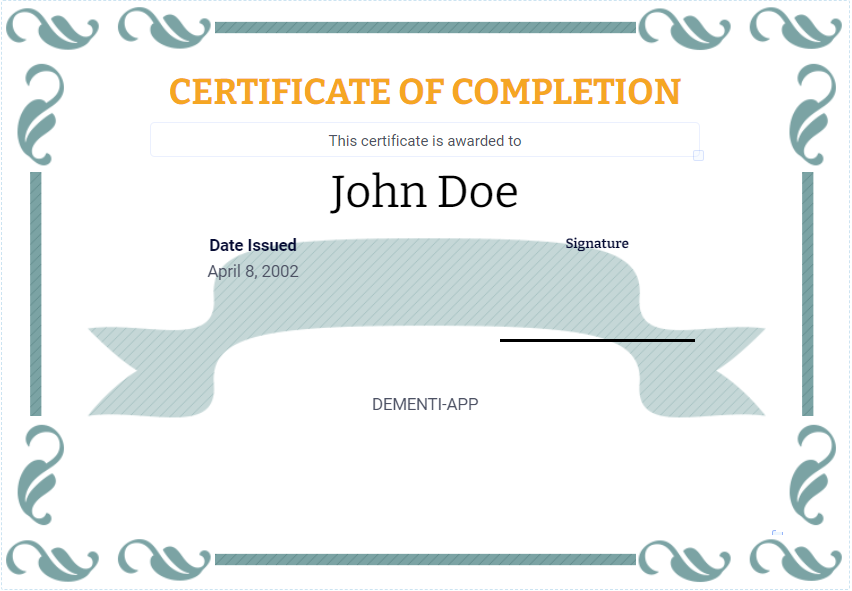 CERTIFICATE OF COMPLETION
This certificate is awarded to
John Doe
Date Issued
Signature
April 8, 2002
DEMENTI-APP